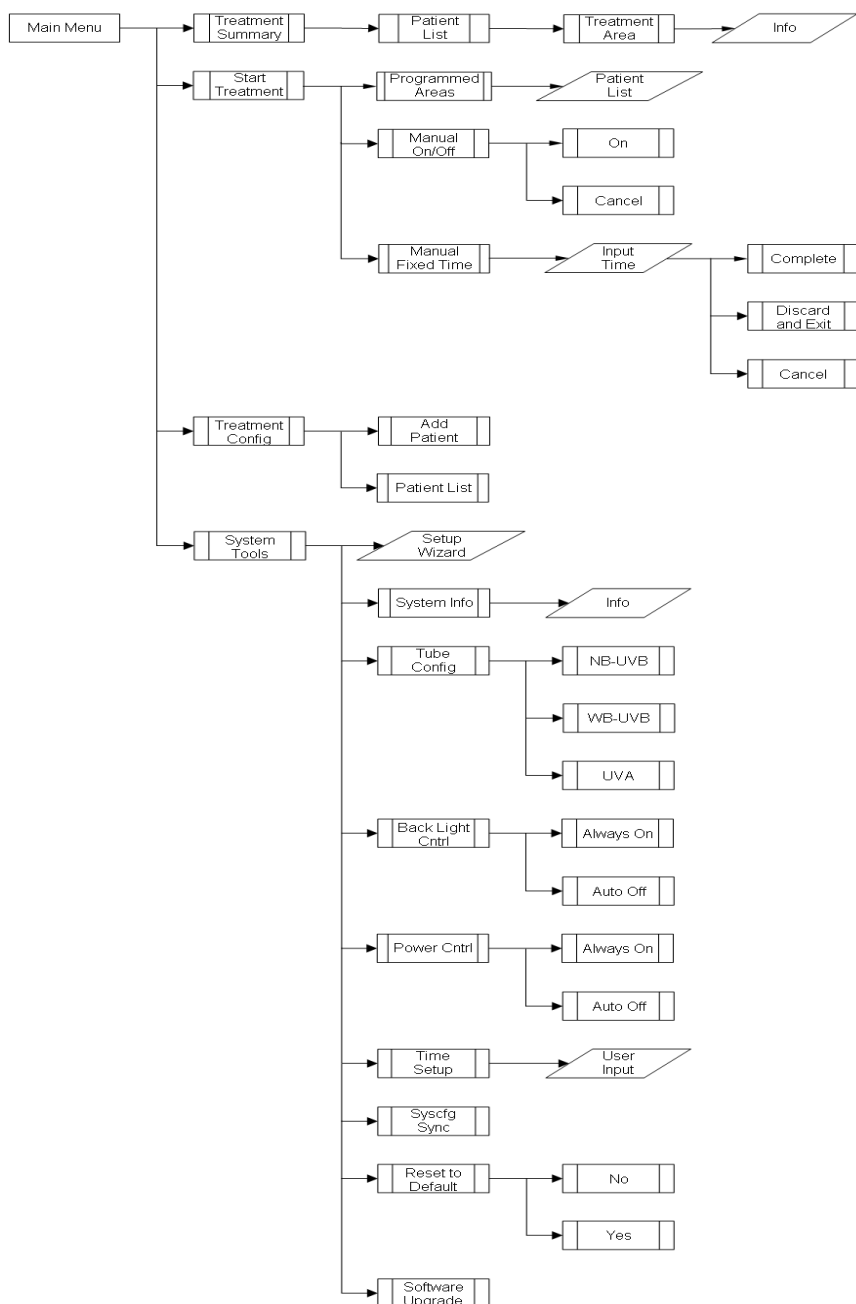 Main Menu
Treatment
Summary
Patient
List
Treatment
Area
Info
Start
Treatment
Programmed
Areas
Patient
List
Manual
On/Off
On
Cancel
Manual
Fixed Time
Input
Time
Complete
Discard
and Exit
Cancel
Treatment
Config
Add
Patient
Patient List
System
Tools
Setup
Wizard
System Info
Info
Tube
Config
NB-UVB
WB-UVB
UVA
Back Light
Cntrl
Always On
Auto Off
Power Cntrl
Always On
Auto Off
Time
Setup
User
Input
Syscfg
Sync
Reset to
Default
No
Yes
Software
Upgrade